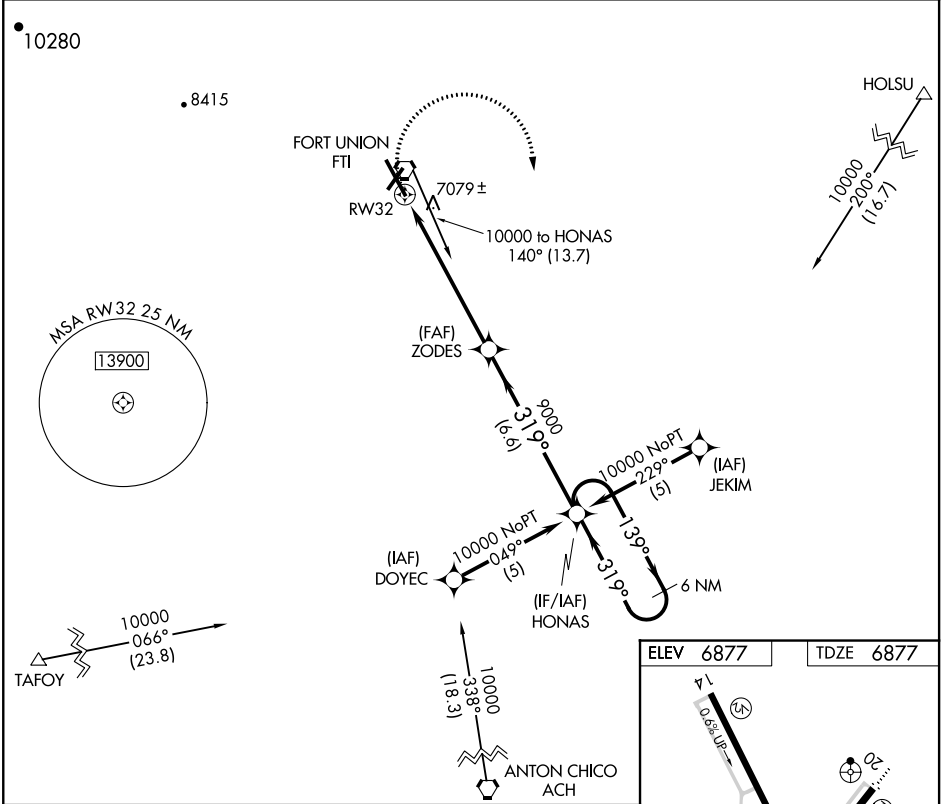 10280
8415
HOLSU
FORT UNION
FTI
7079±
RW32
10000
200°
(16.7)
10000 to HONAS
140° (13.7)
MSA RW32 25 NM
13900
(FAF)
ZODES
9000
319°
(6.6)
10000 NoPT
229°
(5)
(IAF)
JEKIM
10000 NoPT
049°
(5)
(IAF)
DOYEC
139°
319°
6 NM
(IF/IAF)
HONAS
10000
066°
(23.8)
TAFOY
10000
338°
(18.3)
ANTON CHICO
ACH
ELEV 6877
TDZE 6877
14
0.6% UP
20